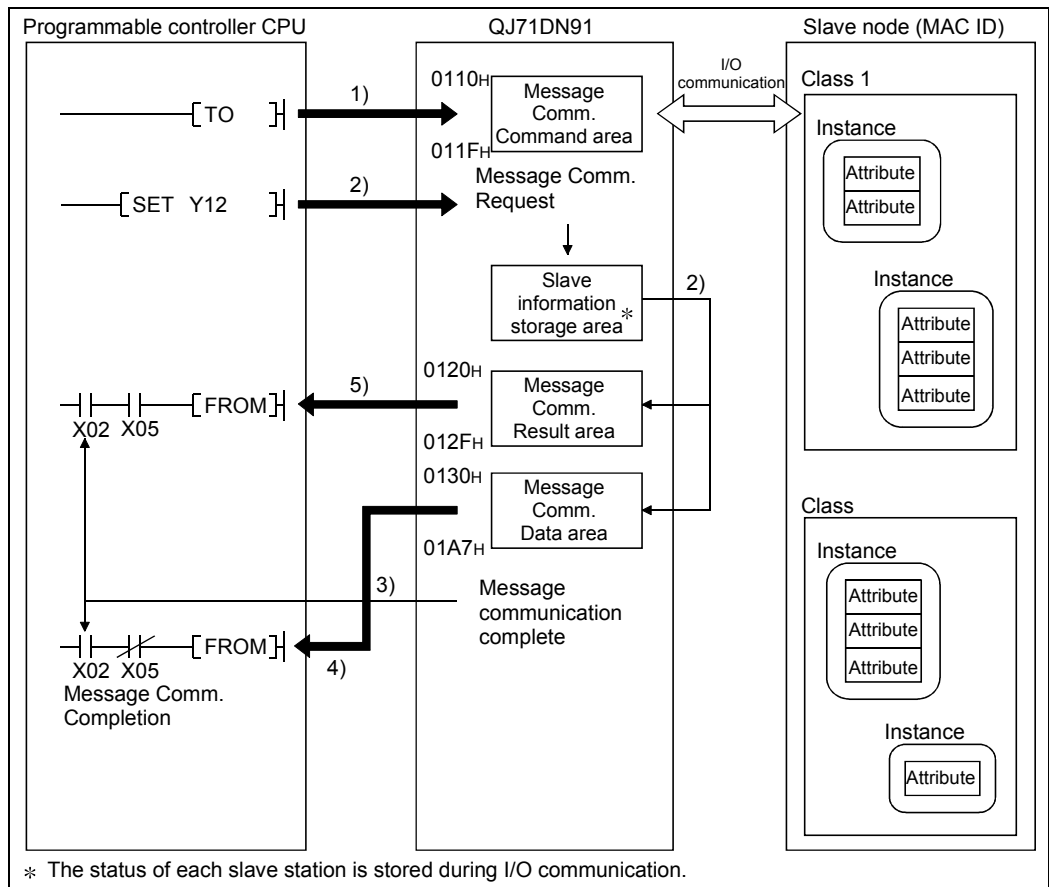 Programmable controller CPU
QJ71DN91
Slave node (MAC ID)
I/O
communication
Class 1
1)
0110H
Message
Comm.
Command area
TO
011FH
Instance
Attribute
Attribute
Message Comm.
Request
2)
SET Y12
Slave
information
storage area*
2)
Instance
Attribute
Attribute
Attribute
0120H
5)
Message
Comm.
Result area
FROM
X02 X05
012FH
0130H
Message
Comm.
Data area
01A7H
Class
Instance
Attribute
Attribute
Attribute
3)
Message
communication
complete
FROM
X02 X05
4)
Message Comm.
Completion
Instance
Attribute
* The status of each slave station is stored during I/O communication.